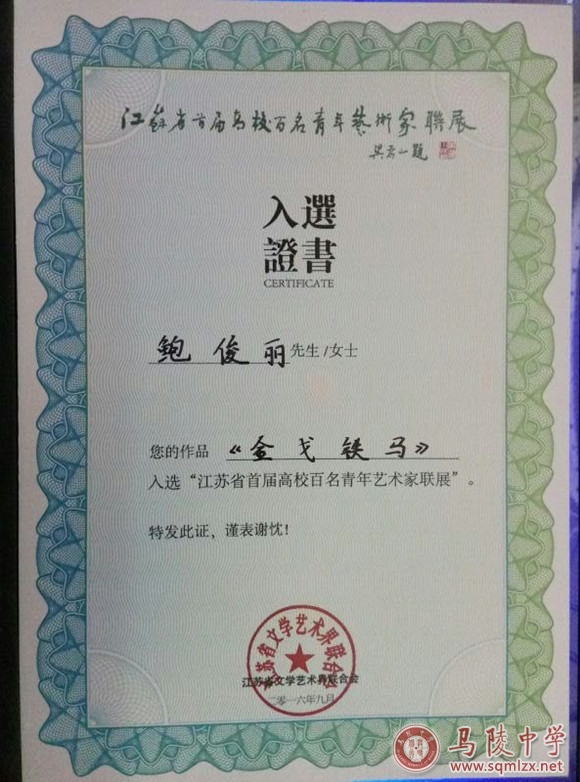 江苏省首届高校百名青年藝術家聯展
吳为山題
入選
證書
CERTIFICATE
鲍俊丽先生/女士
您的作品《金戈铁马》
入选“江苏省首届高校百名青年艺术家联展”。
特发此证，谨表谢忱！
江苏省文学艺术界联合会
江苏省文学艺术界联合会
二零一六年九月
马陵中学
www.sqmlzx.net